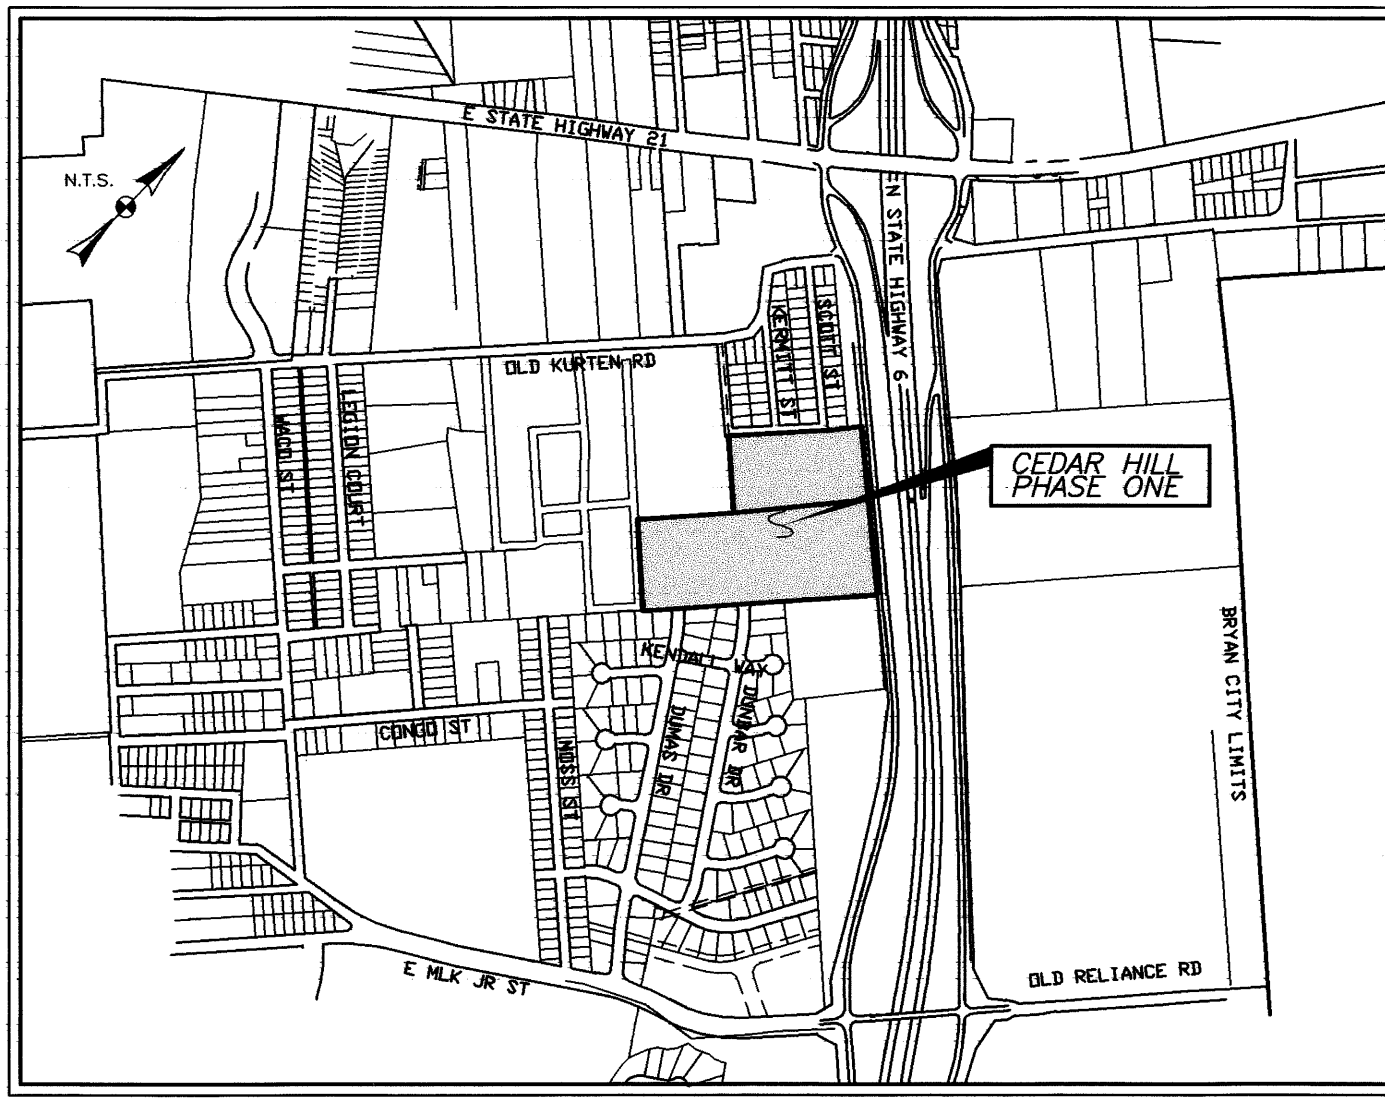 E STATE HIGHWAY 21
N.T.S.
EN STATE HIGHWAY 6
SCOTT ST
KERMITT ST
OLD KURTEN RD
LEGION COURT
WACO ST
CEDAR HILL
PHASE ONE
BRYAN CITY LIMITS
KENDALL WAY
DUNBAR DR
DUMAS DR
CONGO ST
MOSS ST
E MLK JR ST
OLD RELIANCE RD